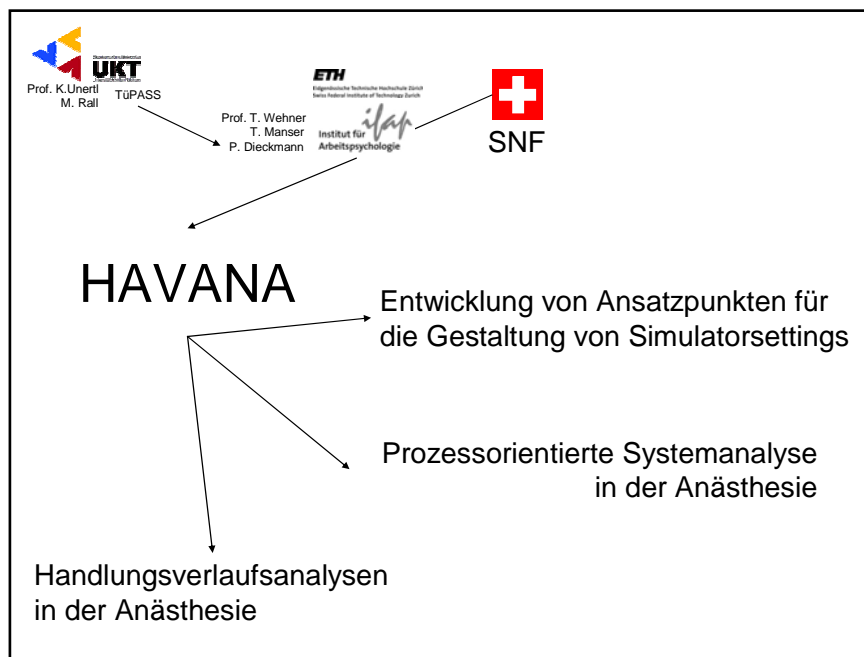 UKT
Prof. K.Unertl
M. Rall
TüPASS
ETH
Eidgenössische Technische Hochschule Zürich
Swiss Federal Institute of Technology Zurich
Prof. T. Wehner
T. Manser
P. Dieckmann
ifap
Institut für
Arbeitspsychologie
SNF
HAVANA
Entwicklung von Ansatzpunkten für
die Gestaltung von Simulatorsettings
Prozessorientierte Systemanalyse
in der Anästhesie
Handlungsverlaufsanalysen
in der Anästhesie